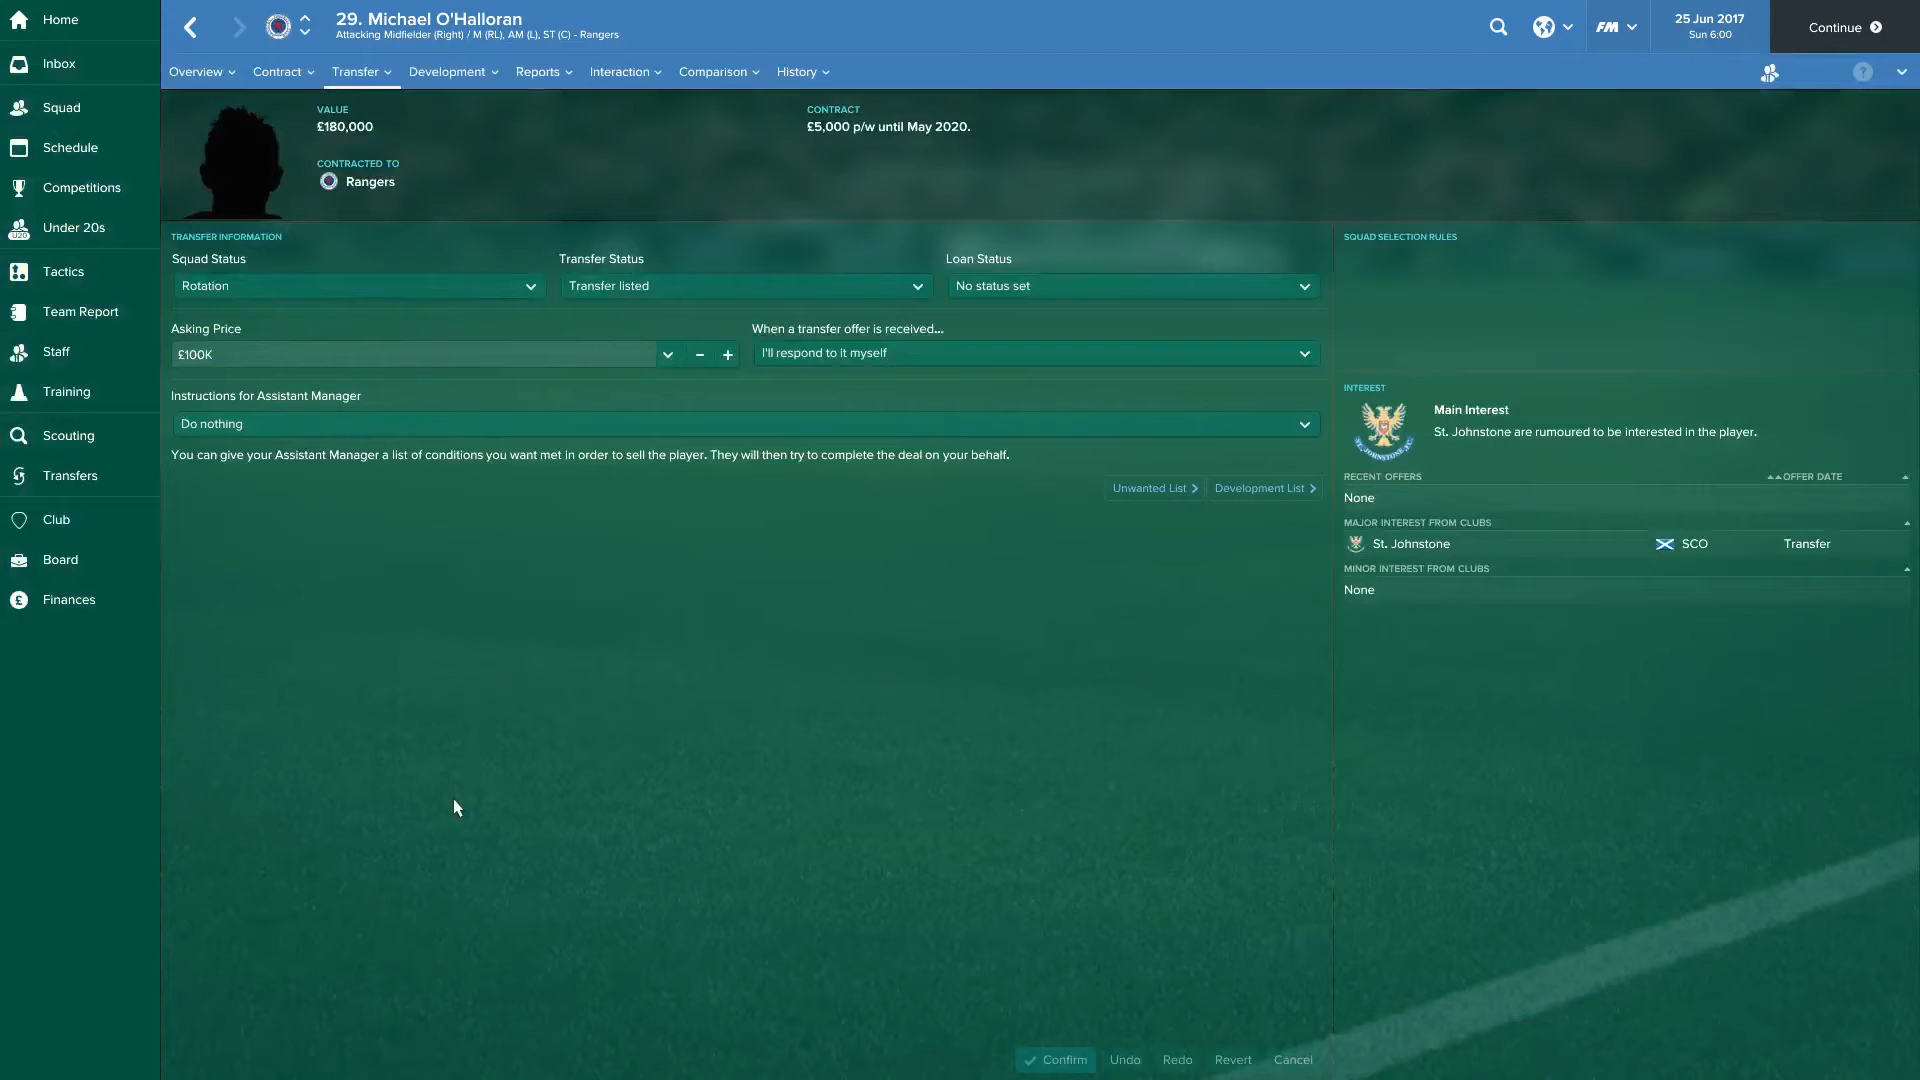 Home
Inbox
Squad
Schedule
Competitions
Under 20s
Tactics
Team Report
Staff
Training
Scouting
Transfers
Club
Board
Finances
29. Michael O'Halloran
Attacking Midfielder (Right) / M (RL), AM (L), ST (C) - Rangers
FM
25 Jun 2017
Sun 6:00
Continue
Overview
Contract
Transfer
Development
Reports
Interaction
Comparison
History
?
VALUE
£180,000
CONTRACTED TO
Rangers
CONTRACT
£5,000 p/w until May 2020.
TRANSFER INFORMATION
Squad Status
Rotation
Transfer Status
Transfer listed
Loan Status
No status set
Asking Price
£100K
When a transfer offer is received...
I'll respond to it myself
Instructions for Assistant Manager
Do nothing
You can give your Assistant Manager a list of conditions you want met in order to sell the player. They will then try to complete the deal on your behalf.
Unwanted List
Development List
SQUAD SELECTION RULES
INTEREST
Main Interest
St. Johnstone are rumoured to be interested in the player.
RECENT OFFERS
OFFER DATE
None
MAJOR INTEREST FROM CLUBS
St. Johnstone
SCO
Transfer
MINOR INTEREST FROM CLUBS
None
Confirm
Undo
Redo
Revert
Cancel